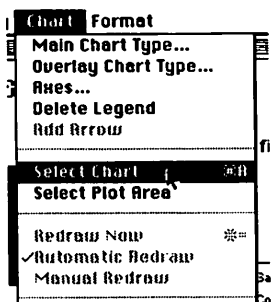 Chart Format
Main Chart Type...
Overlay Chart Type...
Axes...
Delete Legend
Add Arrow
Select Chart ⌘A
Select Plot Area
Redraw Now ⌘=
✓Automatic Redraw
Manual Redraw